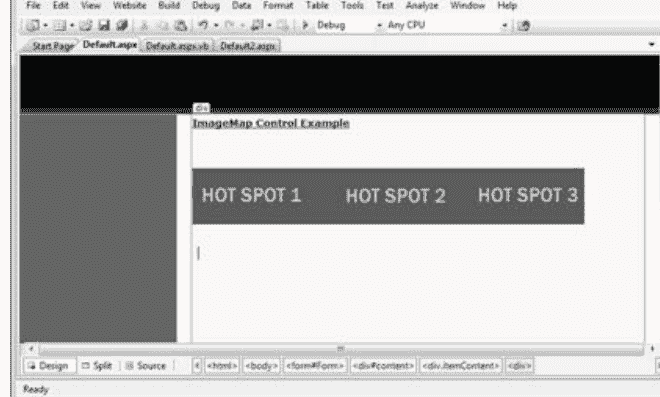 File Edit View Website Build Debug Data Format Table Tools Test Analyze Window Help
Debug Any CPU
Start Page Default.aspx Default.aspx.vb Default2.aspx
div
ImageMap Control Example
HOT SPOT 1 HOT SPOT 2 HOT SPOT 3
Design Split Source <html> <body> <form#Form> <div#content> <div.itemContent> <div>
Ready